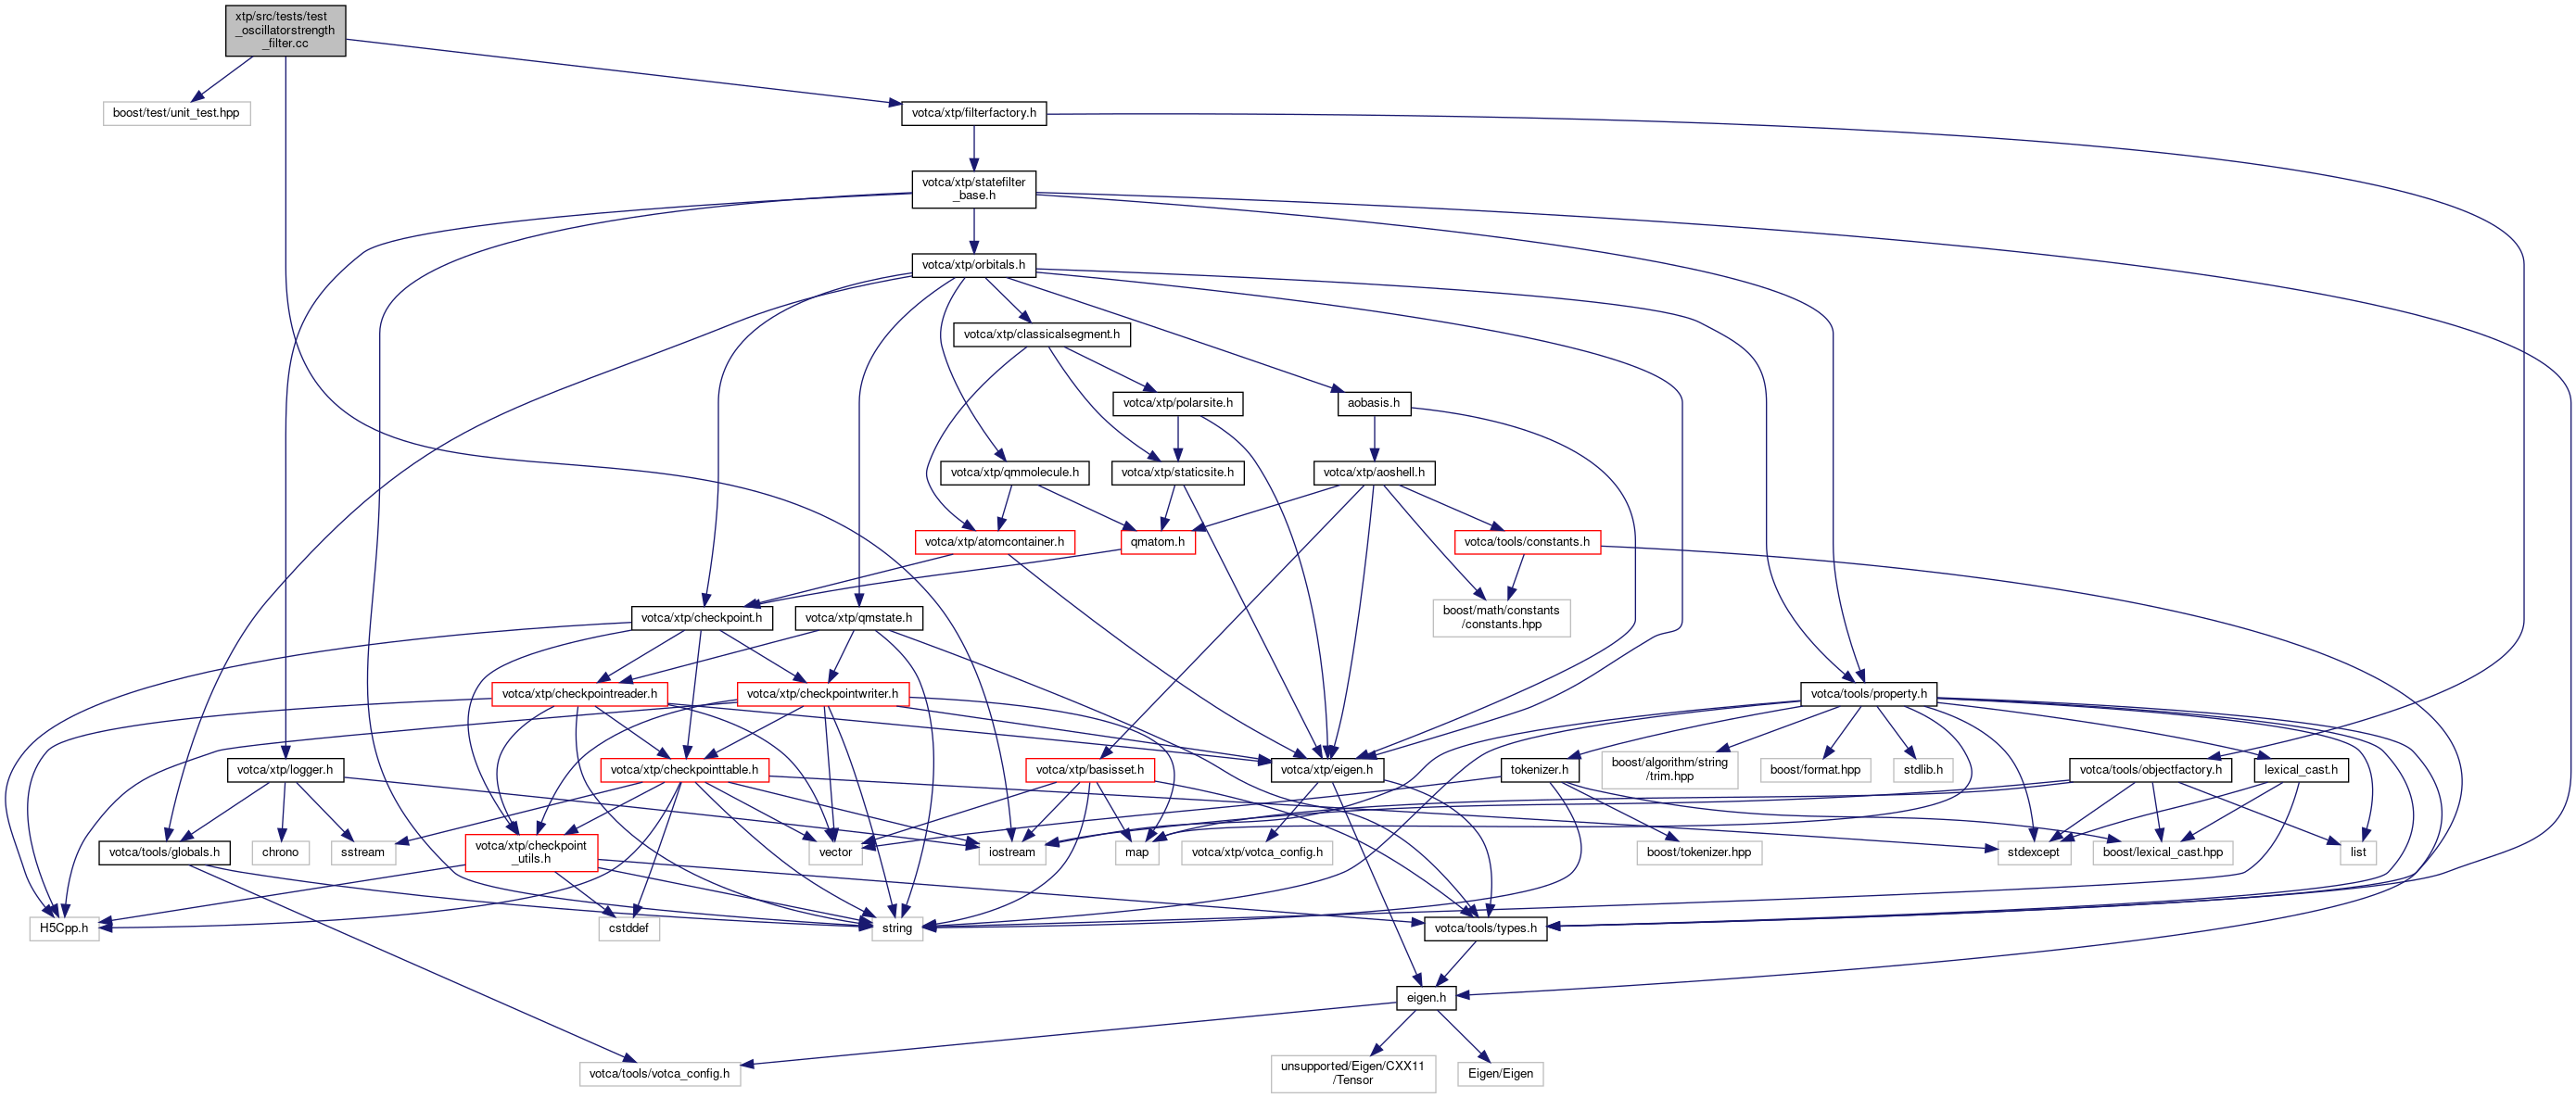 xtp/src/tests/test
_oscillatorstrength
_filter.cc
boost/test/unit_test.hpp
votca/xtp/filterfactory.h
votca/xtp/statefilter
_base.h
votca/xtp/orbitals.h
votca/xtp/classicalsegment.h
votca/xtp/polarsite.h
aobasis.h
votca/xtp/qmmolecule.h
votca/xtp/staticsite.h
votca/xtp/aoshell.h
votca/xtp/atomcontainer.h
qmatom.h
votca/tools/constants.h
boost/math/constants
/constants.hpp
votca/xtp/checkpoint.h
votca/xtp/qmstate.h
votca/xtp/checkpointreader.h
votca/xtp/checkpointwriter.h
votca/tools/property.h
votca/xtp/logger.h
votca/xtp/checkpointtable.h
votca/xtp/basisset.h
votca/xtp/eigen.h
tokenizer.h
boost/algorithm/string
/trim.hpp
boost/format.hpp
stdlib.h
votca/tools/objectfactory.h
lexical_cast.h
votca/tools/globals.h
chrono
sstream
votca/xtp/checkpoint
_utils.h
vector
iostream
map
votca/xtp/votca_config.h
boost/tokenizer.hpp
stdexcept
boost/lexical_cast.hpp
list
H5Cpp.h
cstddef
string
votca/tools/types.h
eigen.h
votca/tools/votca_config.h
unsupported/Eigen/CXX11
/Tensor
Eigen/Eigen